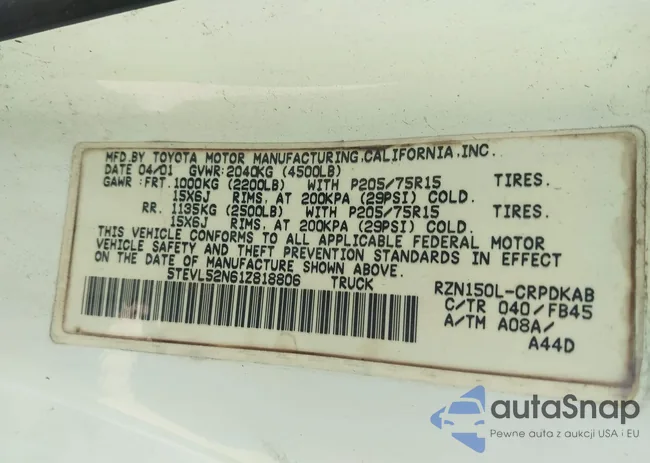 MFD.BY TOYOTA MOTOR MANUFACTURING,CALIFORNIA,INC.
DATE 04/01 GVWR:2040KG (4500LB)
GAWR :FRT. 1000KG (2200LB) WITH P205/75R15 TIRES.
15X6J RIMS, AT 200KPA (29PSI) COLD.
RR. 1135KG (2500LB) WITH P205/75R15 TIRES.
15X6J RIMS, AT 200KPA (29PSI) COLD.
THIS VEHICLE CONFORMS TO ALL APPLICABLE FEDERAL MOTOR
VEHICLE SAFETY AND THEFT PREVENTION STANDARDS IN EFFECT
ON THE DATE OF MANUFACTURE SHOWN ABOVE.
5TEVL52N61Z818806 TRUCK
RZN150L-CRPDKAB
C/TR 040/FB45
A/TM A08A/
A44D
autaSnap
Pewne auta z aukcji USA i EU